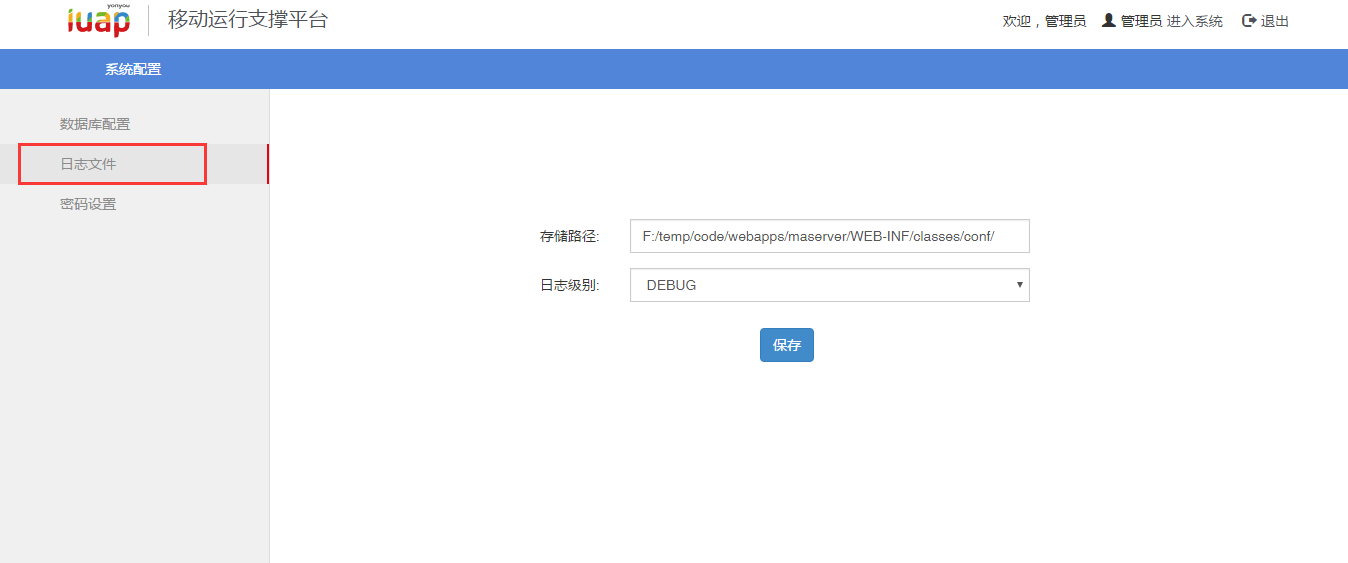 yonyou
iuap
移动运行支撑平台
欢迎，管理员 管理员 进入系统 退出
系统配置
数据库配置
日志文件
密码设置
存储路径: F:/temp/code/webapps/maserver/WEB-INF/classes/conf/
日志级别: DEBUG
保存